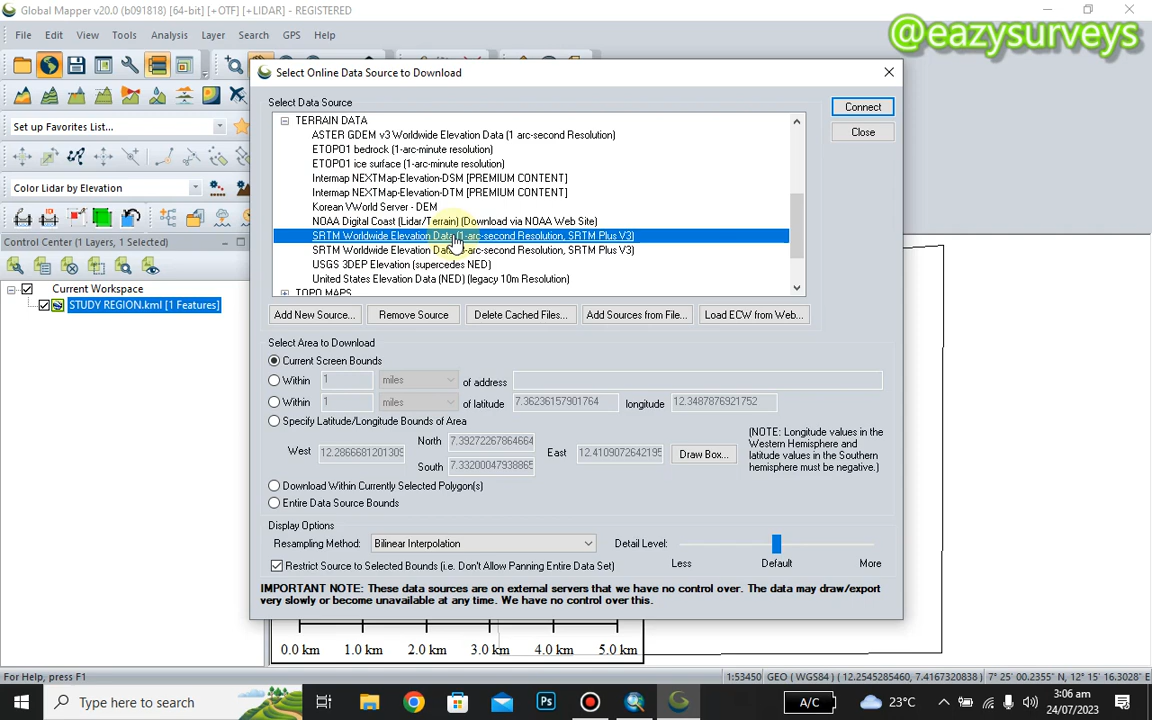 Global Mapper v20.0 (b091818) [64-bit] [+OTF] [+LIDAR] - REGISTERED
@eazysurveys
File Edit View Tools Analysis Layer Search GPS Help
Select Online Data Source to Download
Select Data Source
Connect
Close
TERRAIN DATA
ASTER GDEM v3 Worldwide Elevation Data (1 arc-second Resolution)
ETOPO1 bedrock (1-arc-minute resolution)
ETOPO1 ice surface (1-arc-minute resolution)
Intermap NEXTMap-Elevation-DSM [PREMIUM CONTENT]
Intermap NEXTMap-Elevation-DTM [PREMIUM CONTENT]
Korean VWorld Server - DEM
NOAA Digital Coast (Lidar/Terrain) (Download via NOAA Web Site)
SRTM Worldwide Elevation Data (1-arc-second Resolution, SRTM Plus V3)
SRTM Worldwide Elevation Data -arc-second Resolution, SRTM Plus V3)
USGS 3DEP Elevation (supercedes NED)
United States Elevation Data (NED) (legacy 10m Resolution)
TOPO MAPS
Set up Favorites List...
Color Lidar by Elevation
Control Center (1 Layers, 1 Selected)
Current Workspace
STUDY REGION.kml [1 Features]
Add New Source... Remove Source Delete Cached Files... Add Sources from File... Load ECW from Web...
Select Area to Download
Current Screen Bounds
Within 1 miles of address
Within 1 miles of latitude 7.36236157901764 longitude 12.3487876921752
Specify Latitude/Longitude Bounds of Area
West 12.2866681201309 North 7.39272267864664 South 7.33200047938865 East 12.4109072642195 Draw Box...
(NOTE: Longitude values in the
Western Hemisphere and
latitude values in the Southern
hemisphere must be negative.)
Download Within Currently Selected Polygon(s)
Entire Data Source Bounds
Display Options
Resampling Method: Bilinear Interpolation Detail Level:
Less Default More
Restrict Source to Selected Bounds (i.e. Don't Allow Panning Entire Data Set)
IMPORTANT NOTE: These data sources are on external servers that we have no control over. The data may draw/export
very slowly or become unavailable at any time. We have no control over this.
0.0 km 1.0 km 2.0 km 3.0 km 4.0 km 5.0 km
For Help, press F1
1:53450 GEO (WGS84) ( 12.2545285460, 7.4167320838 ) 7° 25' 00.2355" N, 12° 15' 16.3028" E
Type here to search
Ps
A/C
23°C
3:06 am
24/07/2023